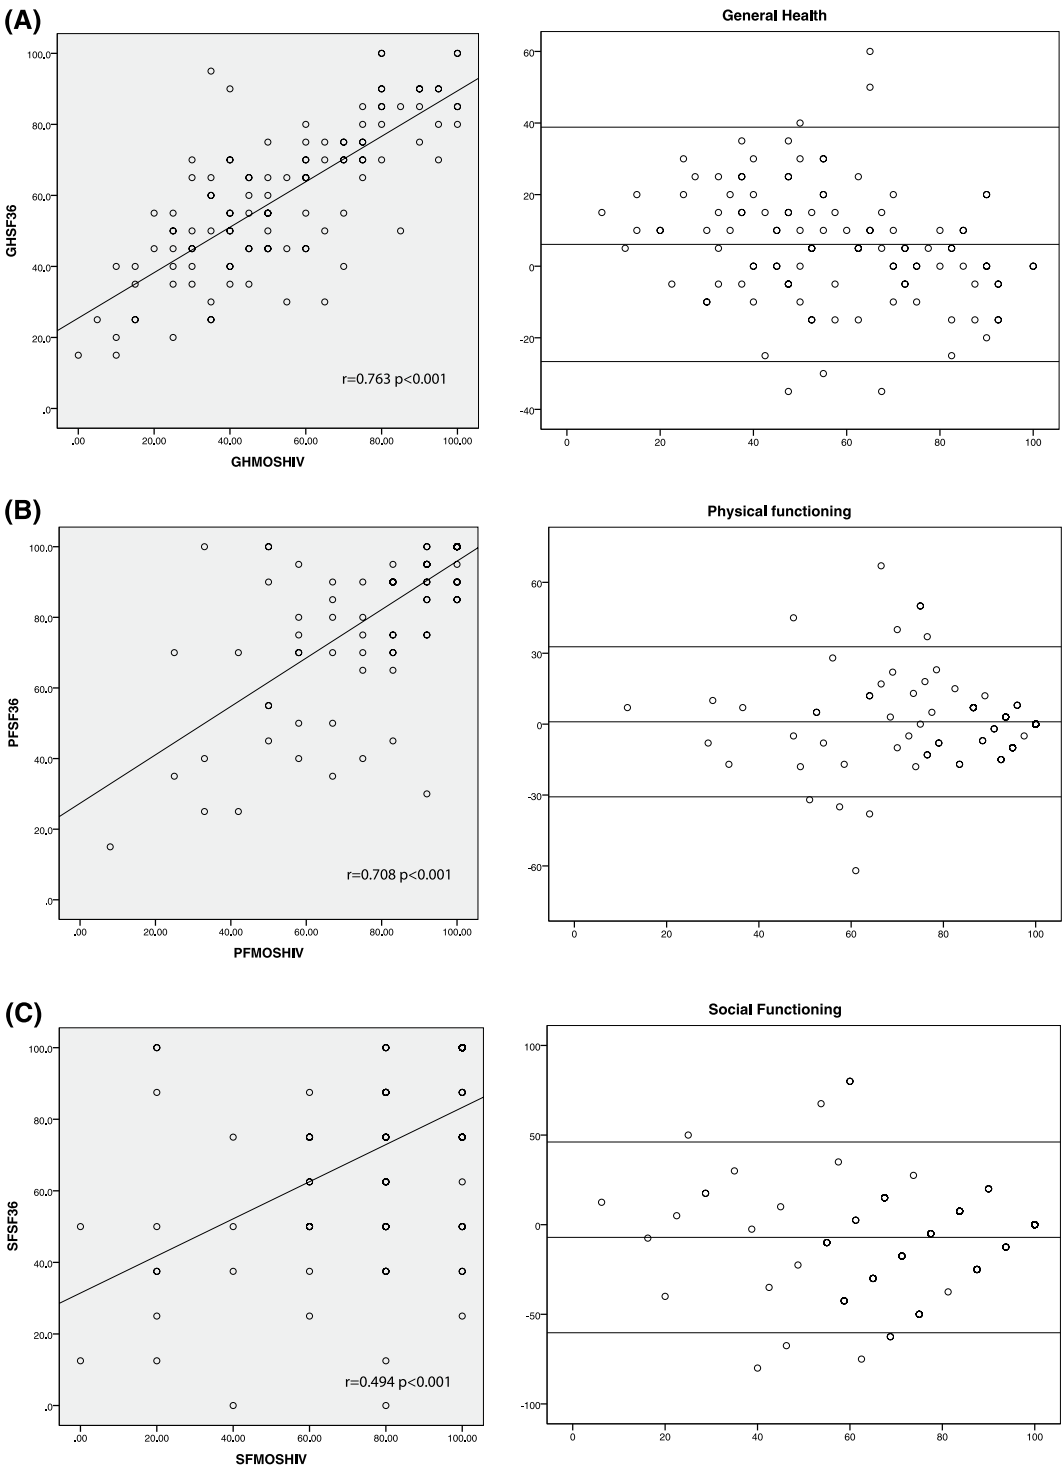 (A)
General Health
100.0
80.0
60.0
40.0
20.0
.0
GHSF36
.00 20.00 40.00 60.00 80.00 100.00
GHMOSHIV
r=0.763 p<0.001
60
40
20
0
-20
-40
0 20 40 60 80 100
(B)
Physical functioning
100.0
80.0
60.0
40.0
20.0
.0
PFSF36
.00 20.00 40.00 60.00 80.00 100.00
PFMOSHIV
r=0.708 p<0.001
60
30
0
-30
-60
0 20 40 60 80 100
(C)
Social Functioning
100.0
80.0
60.0
40.0
20.0
.0
SFSF36
.00 20.00 40.00 60.00 80.00 100.00
SFMOSHIV
r=0.494 p<0.001
100
50
0
-50
-100
0 20 40 60 80 100